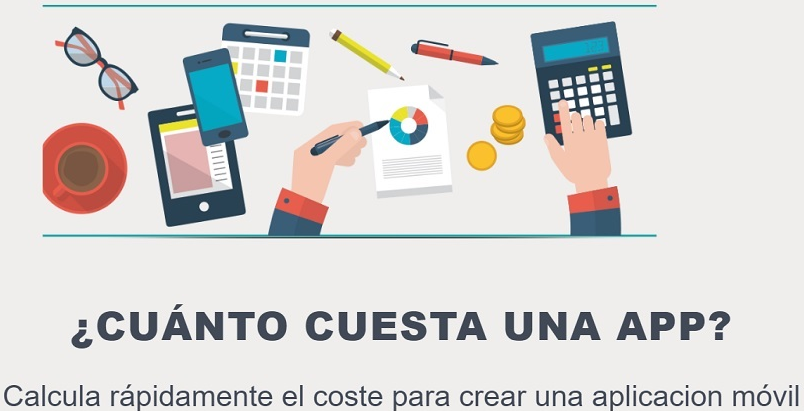 ¿CUÁNTO CUESTA UNA APP?
Calcula rápidamente el coste para crear una aplicacion móvil